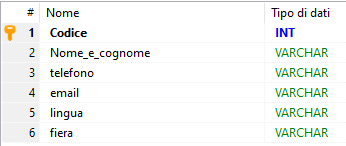 # Nome Tipo di dati
1 Codice INT
2 Nome_e_cognome VARCHAR
3 telefono VARCHAR
4 email VARCHAR
5 lingua VARCHAR
6 fiera VARCHAR